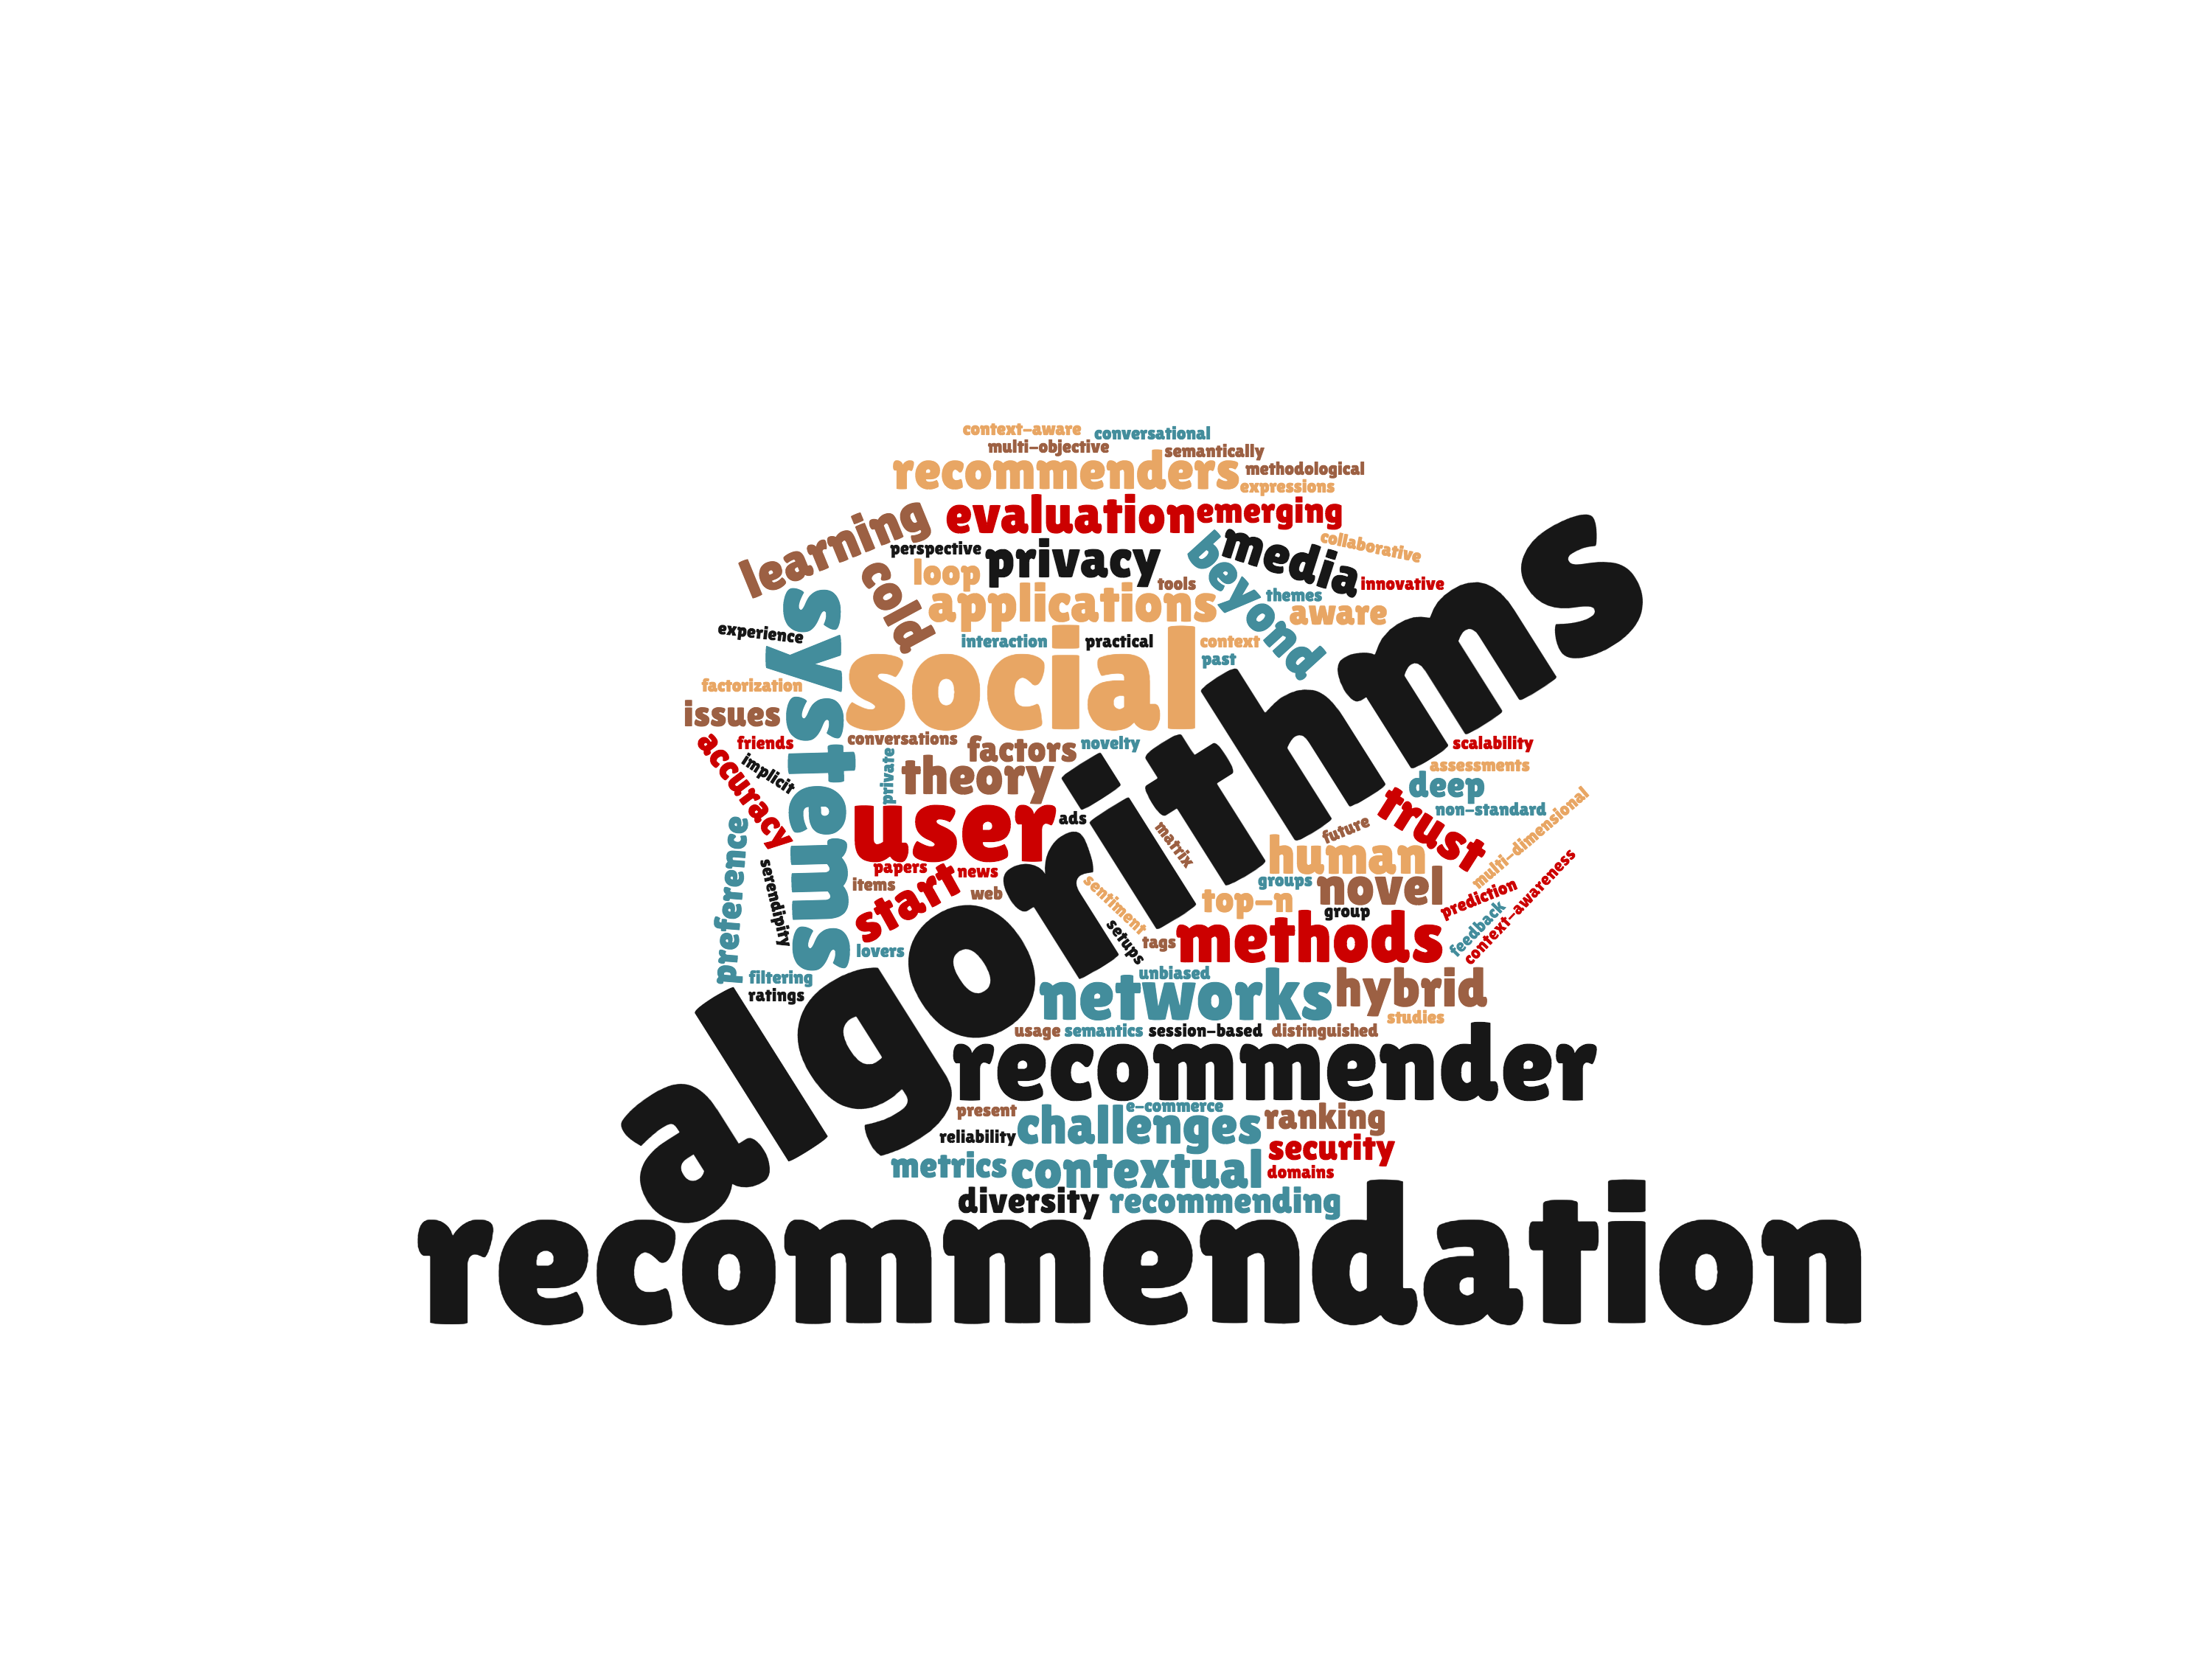 context-aware
conversational
multi-objective
semantically
recommenders
methodological
expressions
evaluation
emerging
learning
perspective
privacy
beyond
media
collaborative
cold
loop
tools
innovative
applications
themes
aware
systems
experience
interaction
practical
context
social
past
algorithms
factorization
issues
friends
conversations
factors
novelty
scalability
accuracy
implicit
private
theory
assessments
deep
non-standard
multi-dimensional
user
ads
matrix
future
trust
preference
serendipity
human
papers
news
items
start
web
sentiment
groups
top-n
novel
group
prediction
feedback
context-awareness
setups
tags
methods
lovers
filtering
ratings
unbiased
networks
hybrid
studies
usage
semantics
session-based
distinguished
recommender
present
e-commerce
challenges
ranking
reliability
security
metrics
contextual
domains
diversity
recommending
recommendation